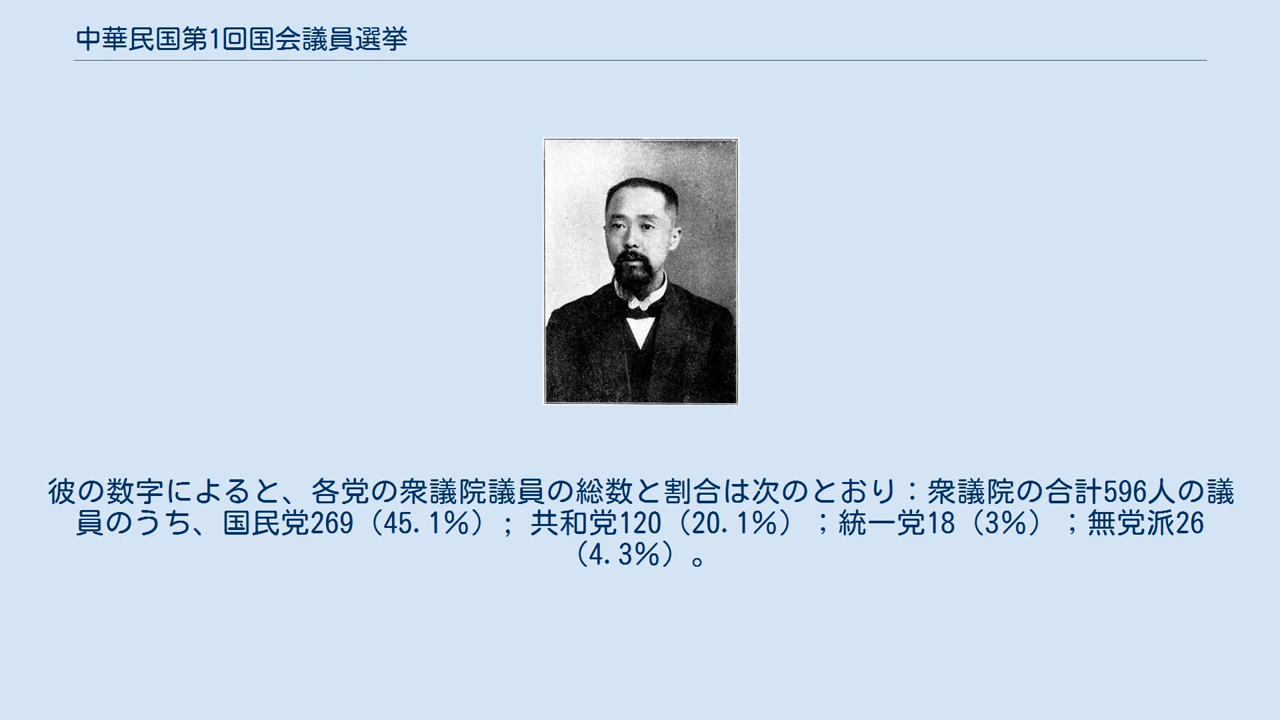 中華民国第1回国会議員選挙
彼の数字によると、各党の衆議院議員の総数と割合は次のとおり：衆議院の合計596人の議
員のうち、国民党269（45.1％）; 共和党120（20.1％）；統一党18（3％）；無党派26
（4.3％）。